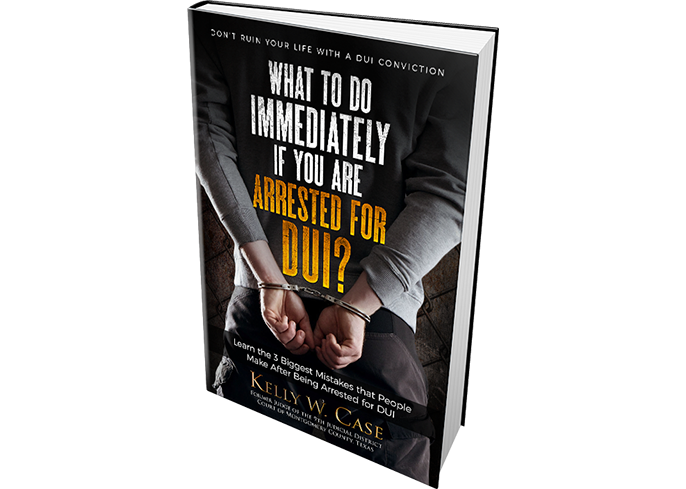 DON'T RUIN YOUR LIFE WITH A DUI CONVICTION
WHAT TO DO
IMMEDIATELY
IF YOU ARE
ARRESTED FOR
DUI?
Learn the 3 Biggest Mistakes that People
Make After Being Arrested for DUI
KELLY W. CASE
FORMER JUDGE OF THE 9TH JUDICIAL DISTRICT
COURT OF MONTGOMERY COUNTY, TEXAS